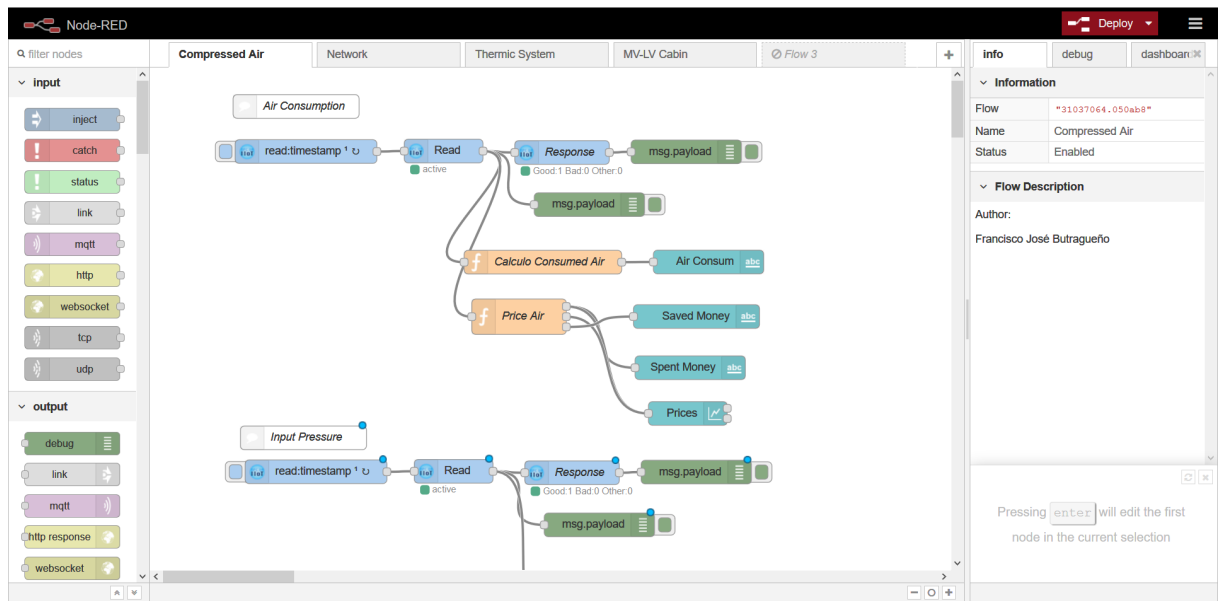 Node-RED
Deploy
filter nodes
Compressed Air
Network
Thermic System
MV-LV Cabin
Flow 3
info
debug
dashboar
input
inject
catch
status
link
mqtt
http
websocket
tcp
udp
output
debug
link
mqtt
http response
websocket
Air Consumption
read:timestamp ¹ ↻
Read
active
Response
Good:1 Bad:0 Other:0
msg.payload
msg.payload
Calculo Consumed Air
Air Consum
abc
Price Air
Saved Money
abc
Spent Money
abc
Prices
Input Pressure
read:timestamp ¹ ↻
Read
active
Response
Good:1 Bad:0 Other:0
msg.payload
msg.payload
Information
Flow "31037064.050ab8"
Name Compressed Air
Status Enabled
Flow Description
Author:
Francisco José Butragueño
Pressing enter will edit the first
node in the current selection